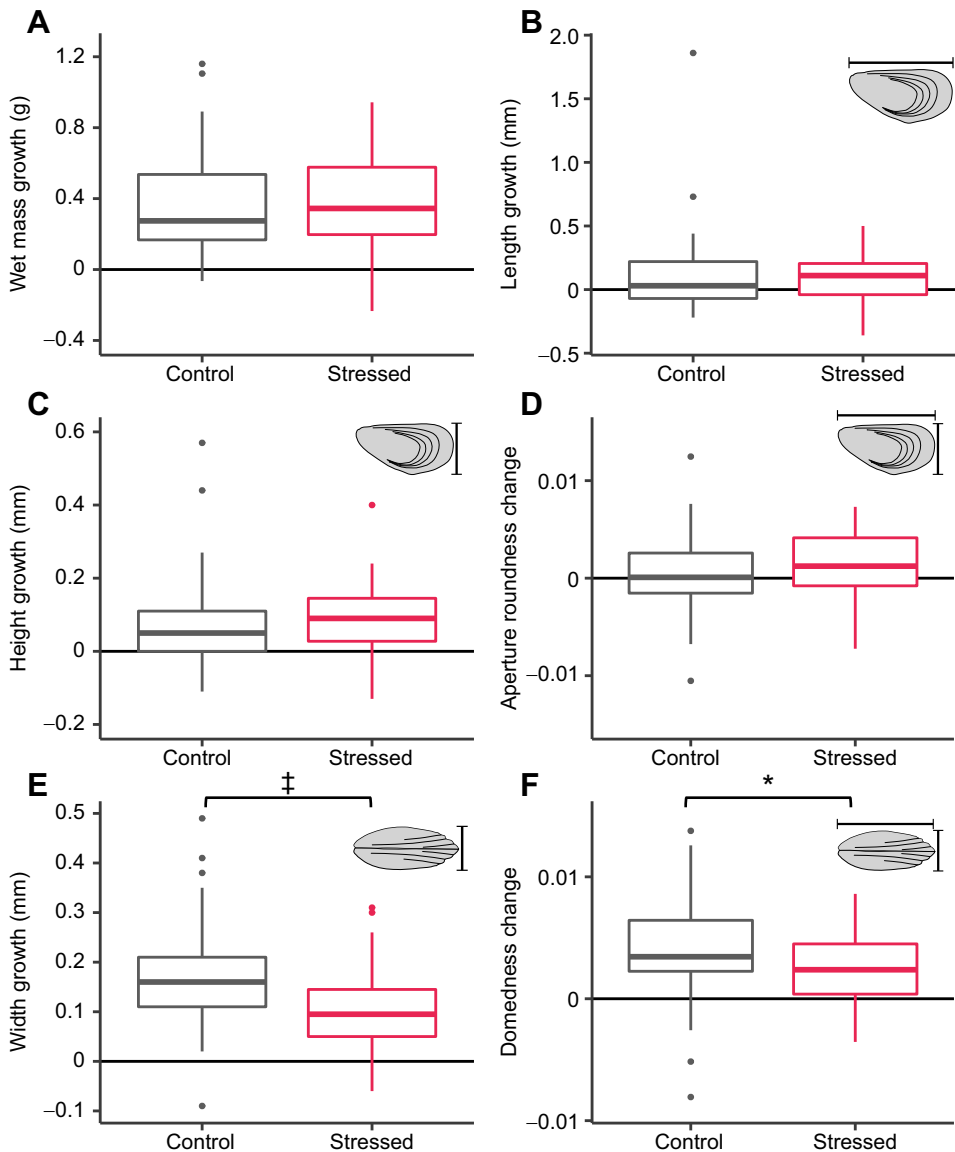 A
Wet mass growth (g)
1.2
0.8
0.4
0
−0.4
Control Stressed
B
Length growth (mm)
2.0
1.5
1.0
0.5
0
−0.5
Control Stressed
C
Height growth (mm)
0.6
0.4
0.2
0
−0.2
Control Stressed
D
Aperture roundness change
0.01
0
−0.01
Control Stressed
E
‡
Width growth (mm)
0.5
0.4
0.3
0.2
0.1
0
−0.1
Control Stressed
F
*
Domedness change
0.01
0
−0.01
Control Stressed